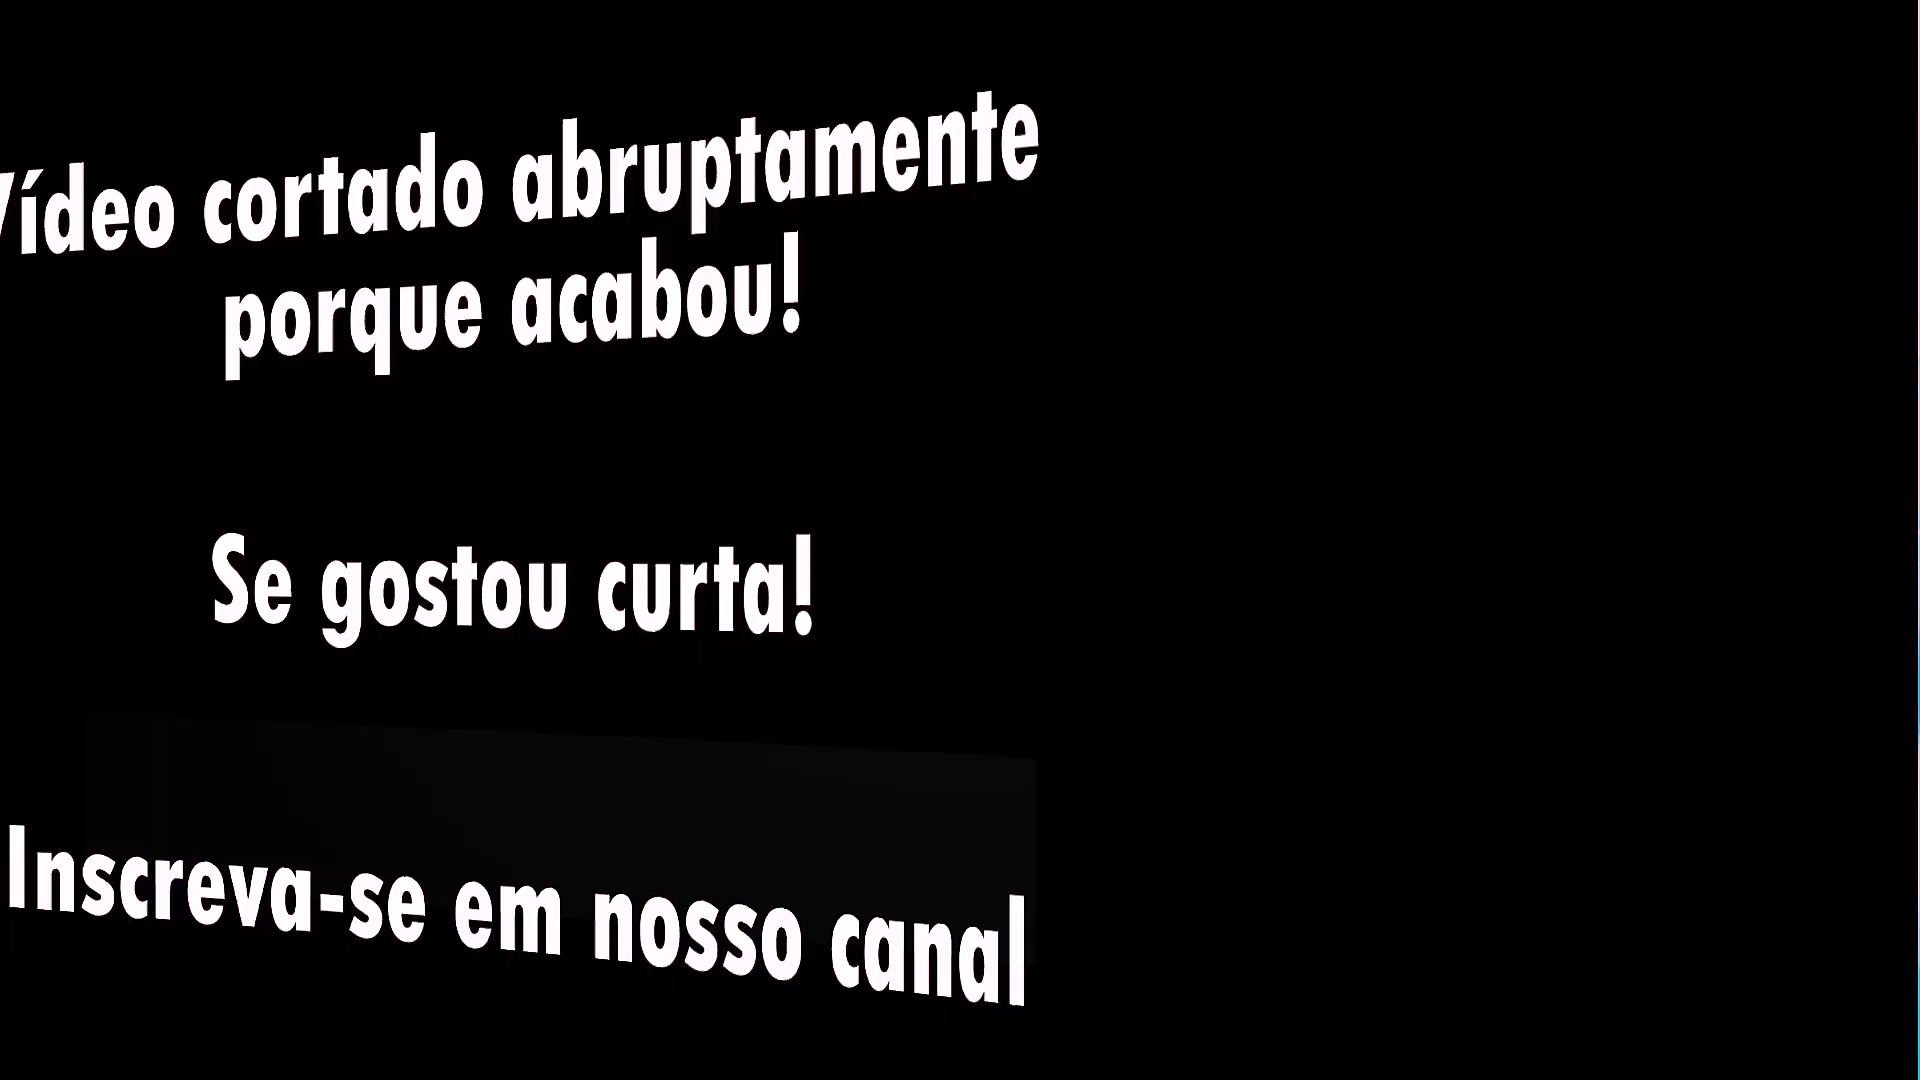 Vídeo cortado abruptamente
porque acabou!
Se gostou curta!
Inscreva-se em nosso canal